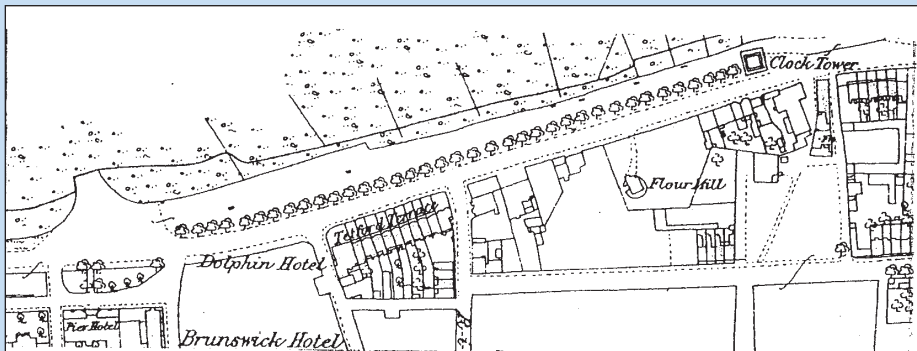 Clock Tower
Flour Mill
Telford Terrace
Dolphin Hotel
Pier Hotel
Brunswick Hotel